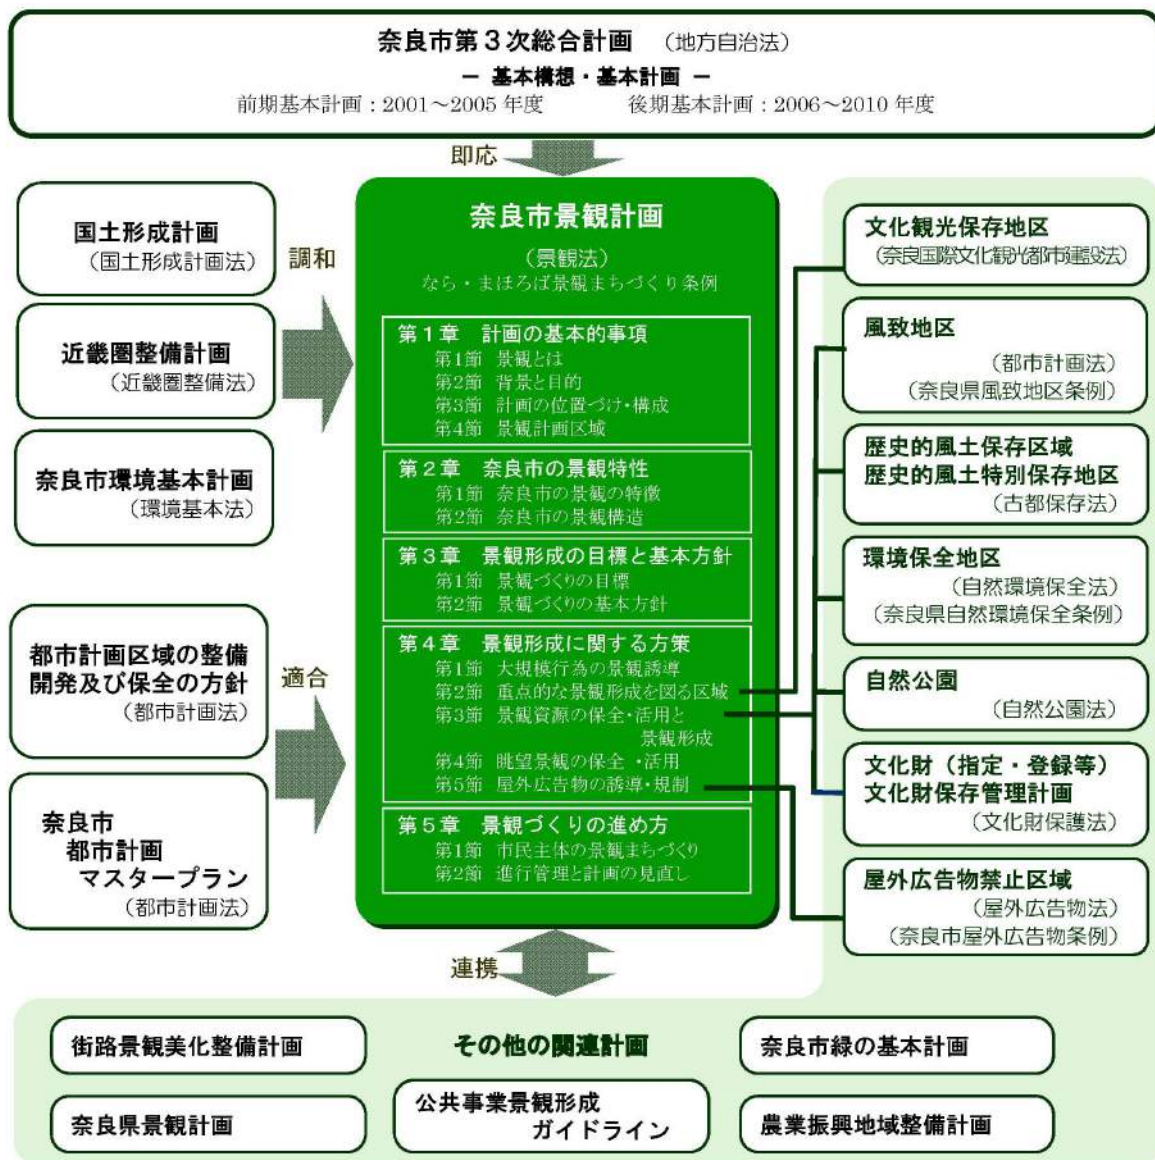 奈良市第３次総合計画 （地方自治法）
― 基本構想・基本計画 ―
前期基本計画：2001～2005 年度 後期基本計画：2006～2010 年度
即応
国土形成計画
（国土形成計画法）
近畿圏整備計画
（近畿圏整備法）
奈良市環境基本計画
（環境基本法）
調和
都市計画区域の整備
開発及び保全の方針
（都市計画法）
奈良市
都市計画
マスタープラン
（都市計画法）
適合
奈良市景観計画
（景観法）
なら・まほろば景観まちづくり条例
第１章 計画の基本的事項
第1節 景観とは
第2節 背景と目的
第3節 計画の位置づけ・構成
第4節 景観計画区域
第２章 奈良市の景観特性
第1節 奈良市の景観の特徴
第2節 奈良市の景観構造
第３章 景観形成の目標と基本方針
第1節 景観づくりの目標
第2節 景観づくりの基本方針
第４章 景観形成に関する方策
第1節 大規模行為の景観誘導
第2節 重点的な景観形成を図る区域
第3節 景観資源の保全・活用と
景観形成
第4節 眺望景観の保全 ・活用
第5節 屋外広告物の誘導・規制
第５章 景観づくりの進め方
第1節 市民主体の景観まちづくり
第2節 進行管理と計画の見直し
文化観光保存地区
（奈良国際文化観光都市建設法）
風致地区
（都市計画法）
（奈良県風致地区条例）
歴史的風土保存区域
歴史的風土特別保存地区
（古都保存法）
環境保全地区
（自然環境保全法）
（奈良県自然環境保全条例）
自然公園
（自然公園法）
文化財（指定・登録等）
文化財保存管理計画
（文化財保護法）
屋外広告物禁止区域
（屋外広告物法）
（奈良市屋外広告物条例）
連携
その他の関連計画
街路景観美化整備計画
奈良市緑の基本計画
奈良県景観計画
公共事業景観形成
ガイドライン
農業振興地域整備計画